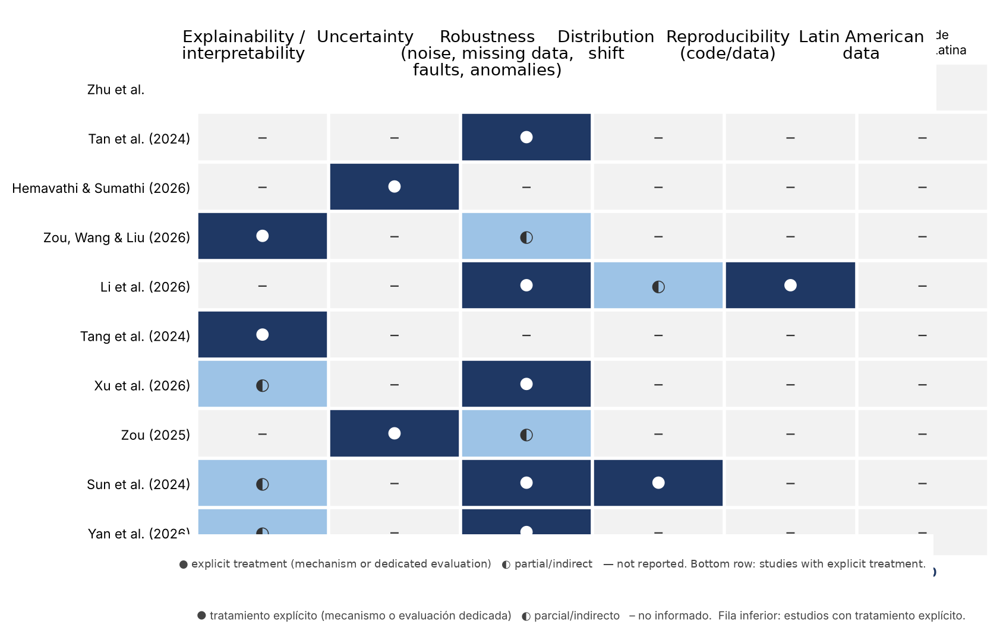 Explainability / interpretability
Uncertainty
Robustness (noise, missing data, faults, anomalies)
Distribution shift
Reproducibility (code/data)
Latin American data
de
Latina
Zhu et al.
Tan et al. (2024) – – ● – – –
Hemavathi & Sumathi (2026) – ● – – – –
Zou, Wang & Liu (2026) ● – ◐ – – –
Li et al. (2026) – – ● ◐ ● –
Tang et al. (2024) ● – – – – –
Xu et al. (2026) ◐ – ● – – –
Zou (2025) – ● ◐ – – –
Sun et al. (2024) ◐ – ● ● – –
Yan et al. (2026) ◐ – ● – – –
● explicit treatment (mechanism or dedicated evaluation) ◐ partial/indirect — not reported. Bottom row: studies with explicit treatment.
● tratamiento explícito (mecanismo o evaluación dedicada) ◐ parcial/indirecto – no informado. Fila inferior: estudios con tratamiento explícito.